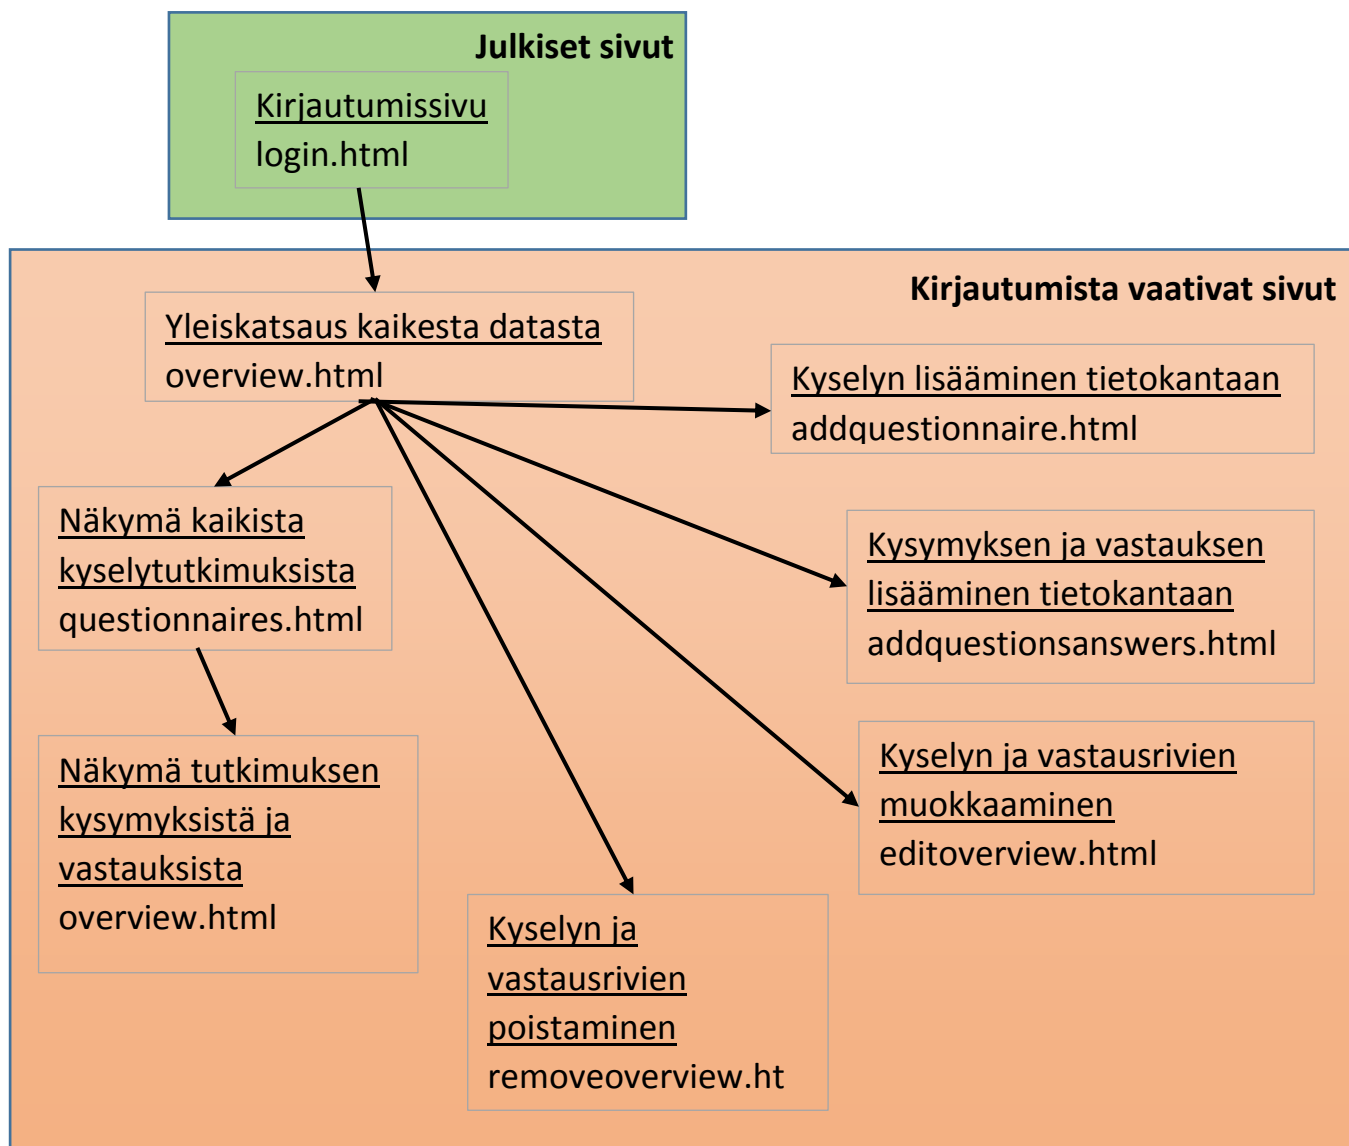 Julkiset sivut
Kirjautumissivu
login.html
Kirjautumista vaativat sivut
Yleiskatsaus kaikesta datasta
overview.html
Kyselyn lisääminen tietokantaan
addquestionnaire.html
Näkymä kaikista
kyselytutkimuksista
questionnaires.html
Kysymyksen ja vastauksen
lisääminen tietokantaan
addquestionsanswers.html
Näkymä tutkimuksen
kysymyksistä ja
vastauksista
overview.html
Kyselyn ja vastausrivien
muokkaaminen
editoverview.html
Kyselyn ja
vastausrivien
poistaminen
removeoverview.ht